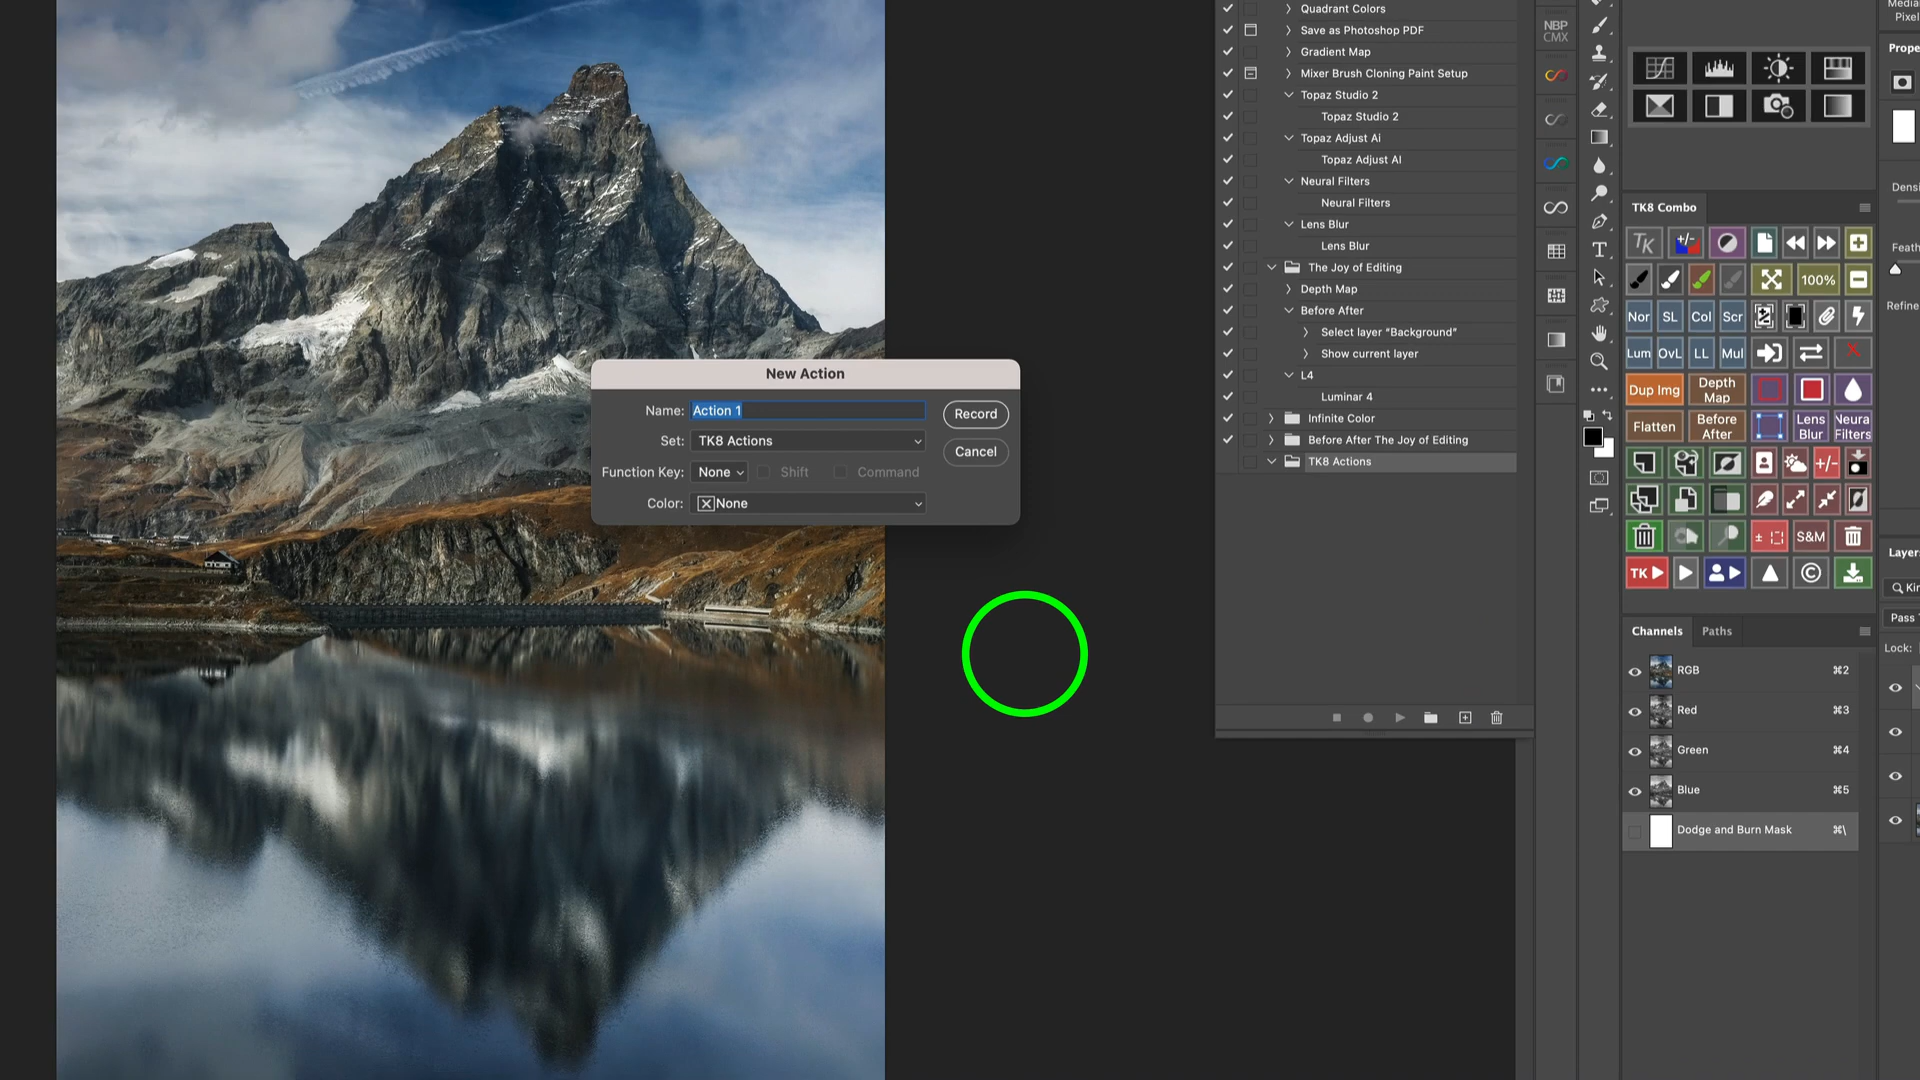 Quadrant Colors
Save as Photoshop PDF
Gradient Map
Mixer Brush Cloning Paint Setup
Topaz Studio 2
Topaz Studio 2
Topaz Adjust Ai
Topaz Adjust AI
Neural Filters
Neural Filters
Lens Blur
Lens Blur
The Joy of Editing
Depth Map
Before After
Select layer “Background”
Show current layer
L4
Luminar 4
Infinite Color
Before After The Joy of Editing
TK8 Actions
New Action
Name: Action 1
Record
Set: TK8 Actions
Cancel
Function Key: None Shift Command
Color: None
NBP
CMX
TK8 Combo
TK +/-
100%
Nor SL Col Scr
Lum OvL LL Mul
Dup Img Depth Map
Flatten Before After Lens Blur Neura Filters
+/-
± S&M
TK ©
Channels Paths
RGB ⌘2
Red ⌘3
Green ⌘4
Blue ⌘5
Dodge and Burn Mask ⌘\
Media
Pixel
Prope
Densi
Feath
Refine
Layer
Kin
Pass
Lock: